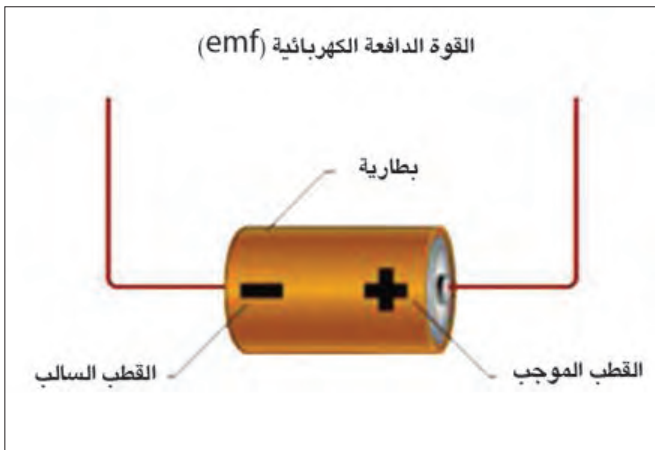 القوة الدافعة الكهربائية (emf)
بطارية
القطب الموجب
القطب السالب